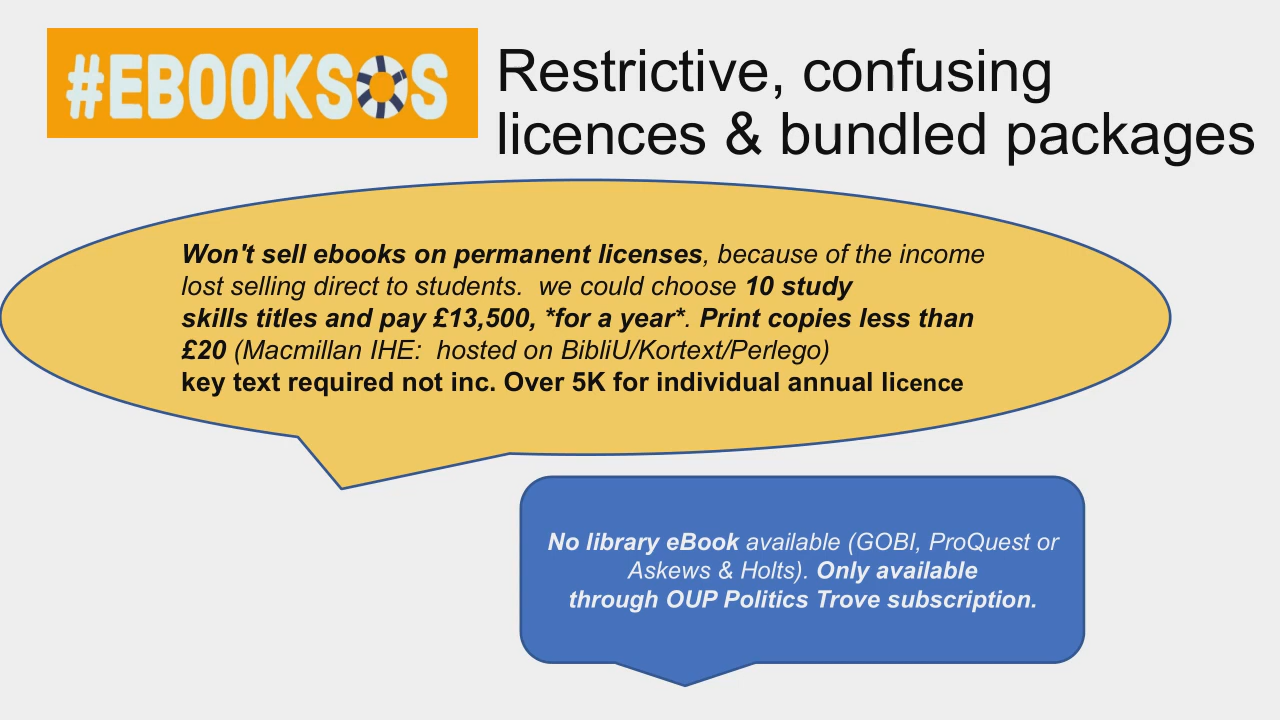 #EBOOKSOS
Restrictive, confusing
licences & bundled packages
Won't sell ebooks on permanent licenses, because of the income
lost selling direct to students.  we could choose 10 study
skills titles and pay £13,500, *for a year*. Print copies less than
£20 (Macmillan IHE:  hosted on BibliU/Kortext/Perlego)
key text required not inc. Over 5K for individual annual licence
No library eBook available (GOBI, ProQuest or
Askews & Holts). Only available
through OUP Politics Trove subscription.